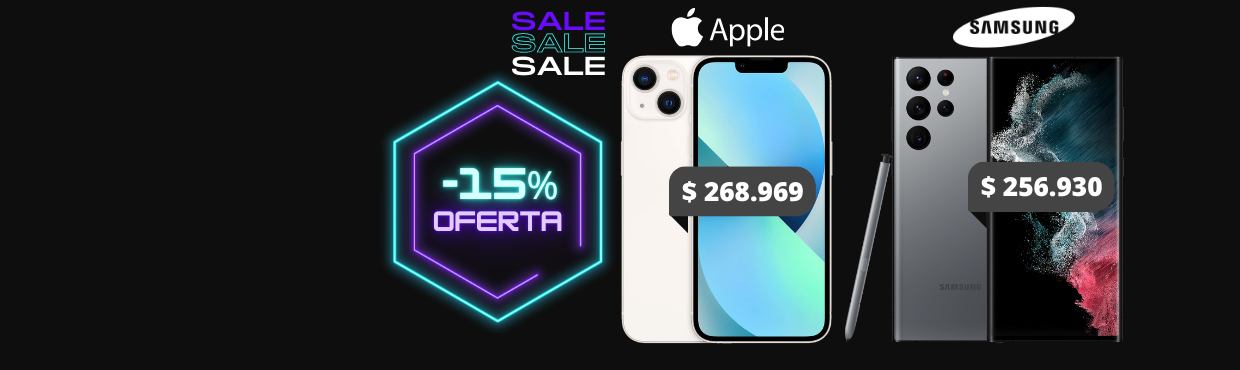 SALE
SALE
SALE
-15%
OFERTA
Apple
$ 268.969
SAMSUNG
$ 256.930
SAMSUNG